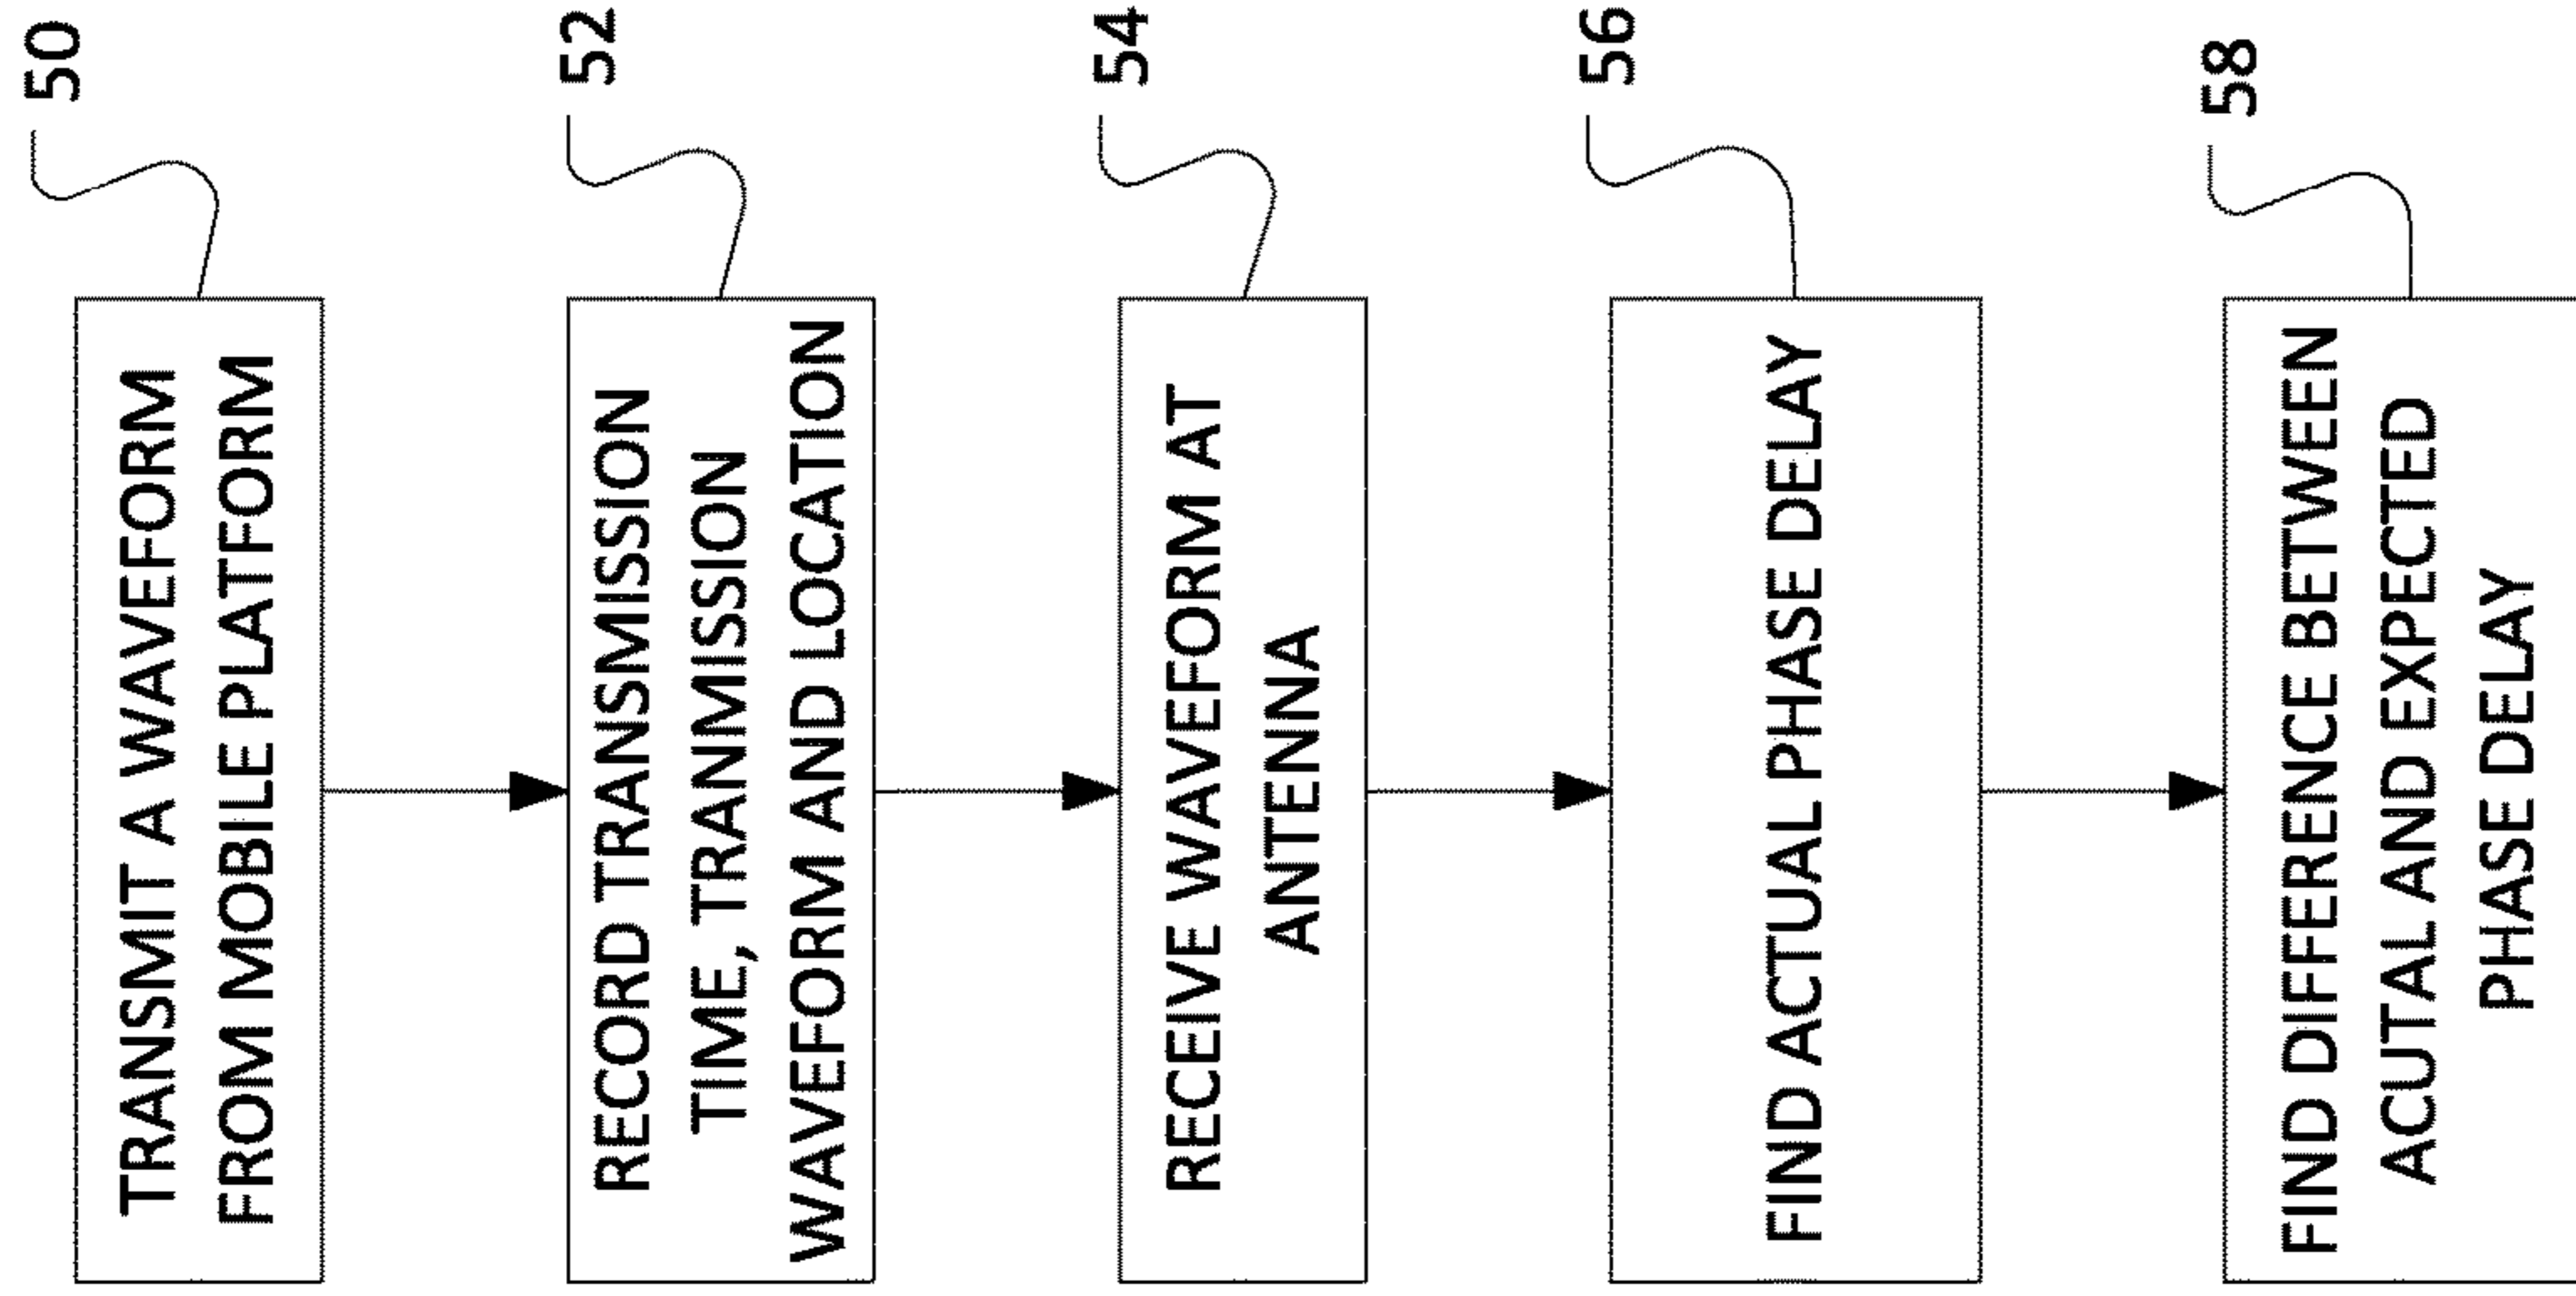 50
TRANSMIT A WAVEFORM
FROM MOBILE PLATFORM
52
RECORD TRANSMISSION
TIME, TRANMISSION
WAVEFORM AND LOCATION
54
RECEIVE WAVEFORM AT
ANTENNA
56
FIND ACTUAL PHASE DELAY
58
FIND DIFFERENCE BETWEEN
ACUTAL AND EXPECTED
PHASE DELAY